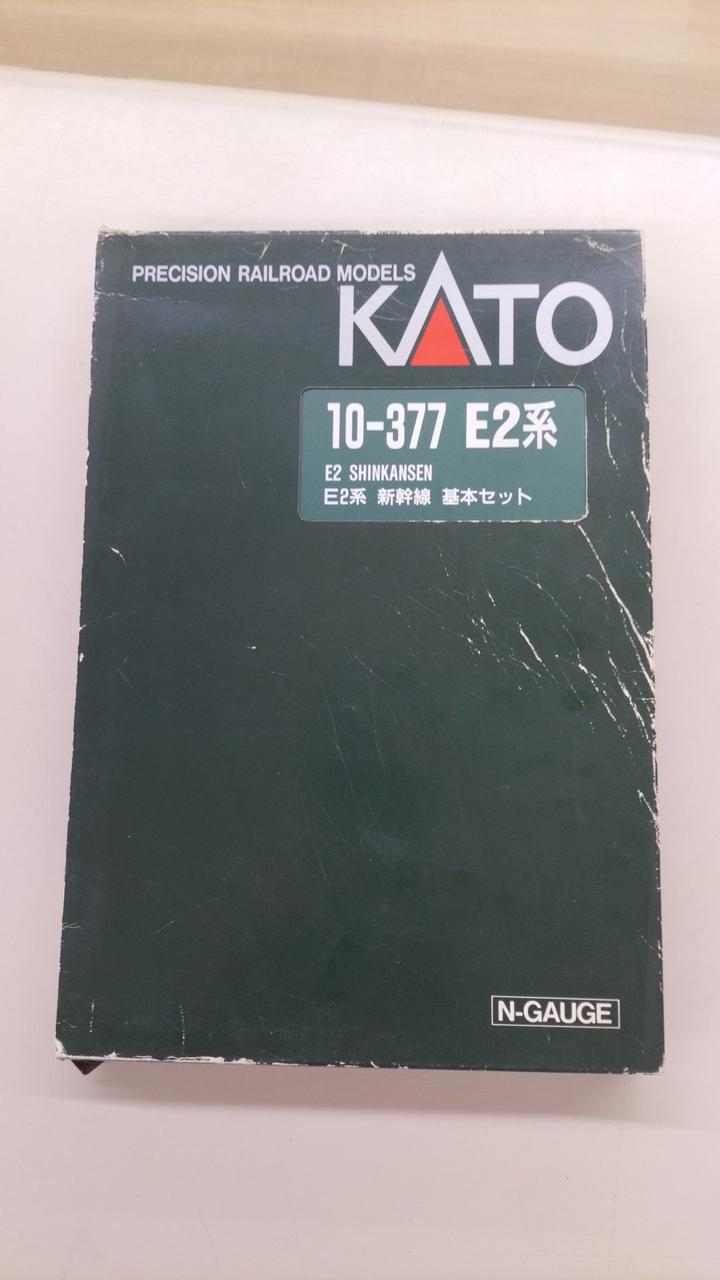 PRECISION RAILROAD MODELS
KATO
10-377 E2系
E2 SHINKANSEN
E2系 新幹線 基本セット
N-GAUGE